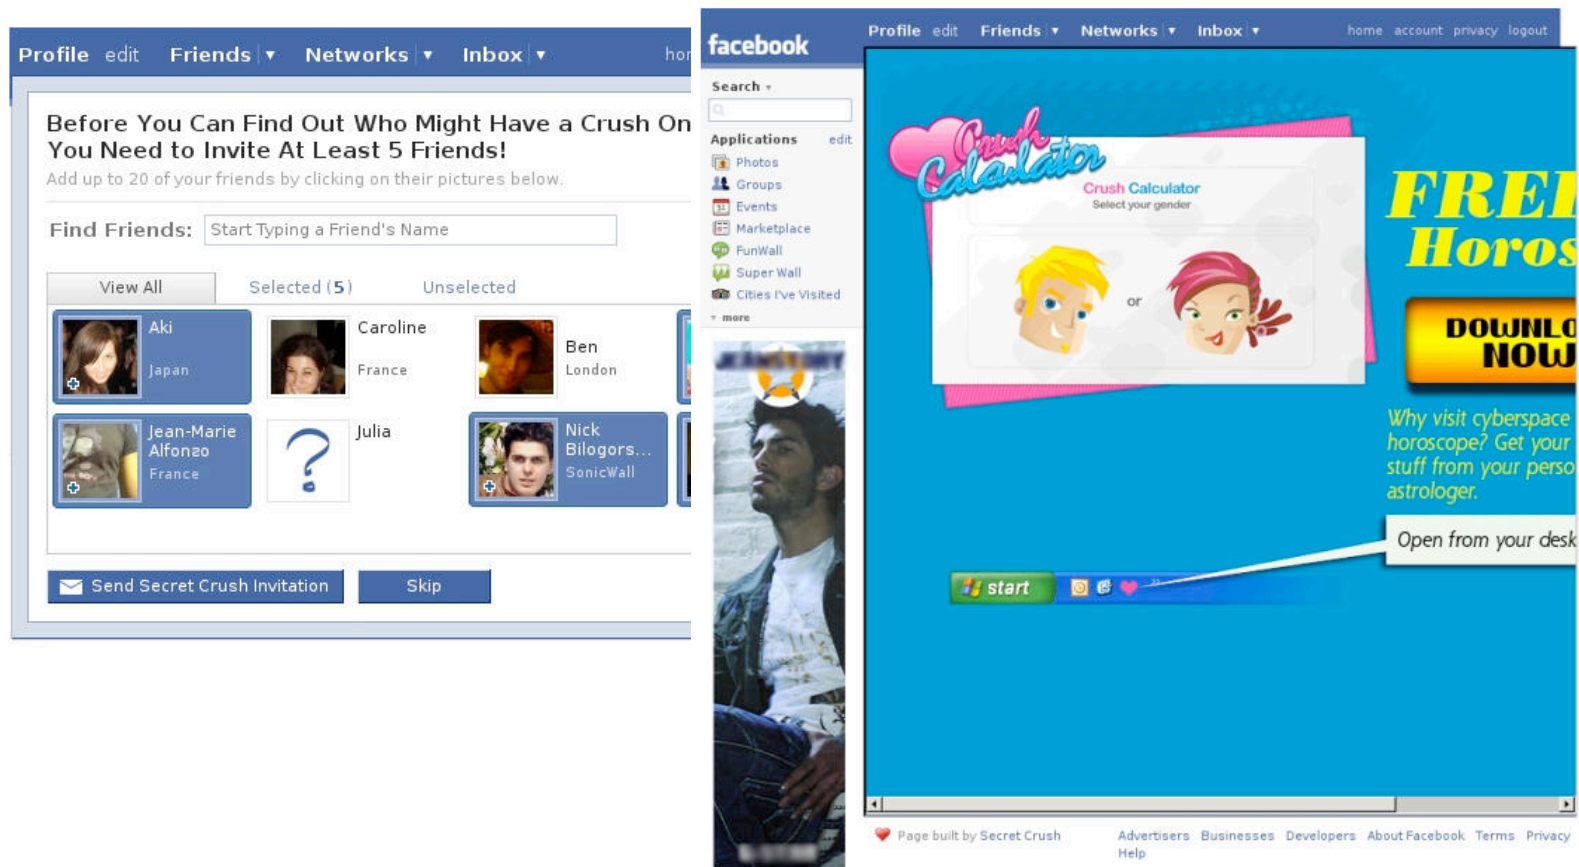 Profile edit Friends Networks Inbox
Before You Can Find Out Who Might Have a Crush On
You Need to Invite At Least 5 Friends!
Add up to 20 of your friends by clicking on their pictures below.
Find Friends: Start Typing a Friend's Name
View All Selected (5) Unselected
Aki
Japan
Caroline
France
Ben
London
Jean-Marie
Alfonzo
France
Julia
Nick
Bilogors...
SonicWall
Send Secret Crush Invitation Skip
facebook
Profile edit Friends Networks Inbox home account privacy logout
Search
Applications edit
Photos
Groups
Events
Marketplace
FunWall
Super Wall
Cities I've Visited
more
Crush
Calculator
Crush Calculator
Select your gender
or
FREE
Horos
DOWNLO
NOW
Why visit cyberspace
horoscope? Get your
stuff from your perso
astrologer.
Open from your desk
start
Page built by Secret Crush
Advertisers Businesses Developers About Facebook Terms Privacy
Help